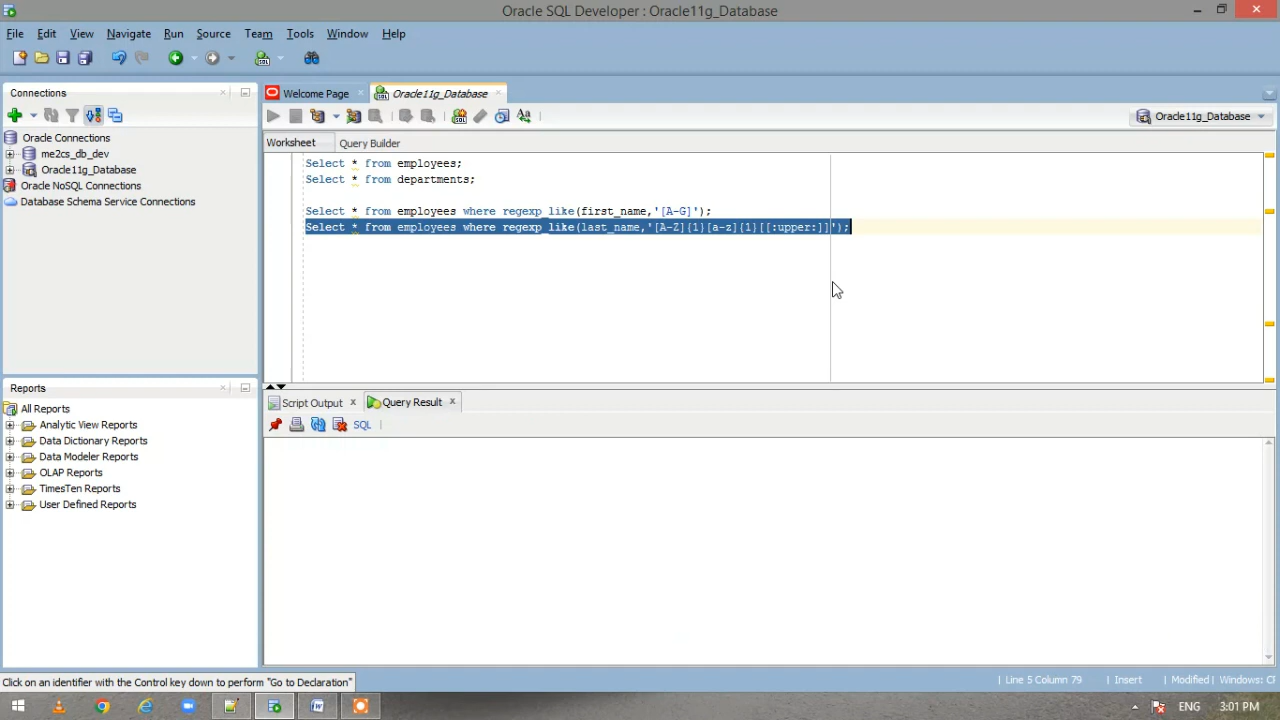 Oracle SQL Developer : Oracle11g_Database
File Edit View Navigate Run Source Team Tools Window Help
Connections
Welcome Page Oracle11g_Database
Oracle11g_Database
Oracle Connections
me2cs_db_dev
Oracle11g_Database
Oracle NoSQL Connections
Database Schema Service Connections
Worksheet Query Builder
Select * from employees;
Select * from departments;
Select * from employees where regexp_like(first_name,'[A-G]');
Select * from employees where regexp_like(last_name,'[A-Z]{1}[a-z]{1}[[:upper:]]');
Reports
All Reports
Analytic View Reports
Data Dictionary Reports
Data Modeler Reports
OLAP Reports
TimesTen Reports
User Defined Reports
Script Output Query Result
SQL
Click on an identifier with the Control key down to perform "Go to Declaration"
Line 5 Column 79 Insert Modified Windows: CF
ENG 3:01 PM